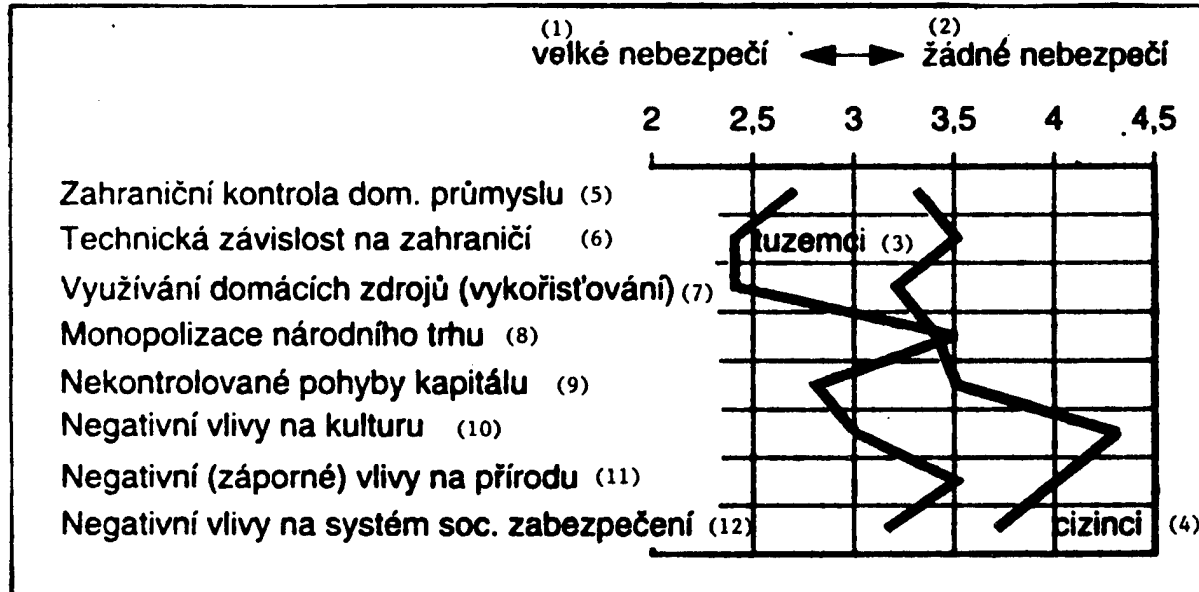 (1) (2)
velké nebezpečí žádné nebezpečí
2 2,5 3 3,5 4 4,5
Zahraniční kontrola dom. průmyslu (5)
Technická závislost na zahraničí (6) tuzemci (3)
Využívání domácích zdrojů (vykořisťování) (7)
Monopolizace národního trhu (8)
Nekontrolované pohyby kapitálu (9)
Negativní vlivy na kulturu (10)
Negativní (záporné) vlivy na přírodu (11)
Negativní vlivy na systém soc. zabezpečení (12) cizinci (4)